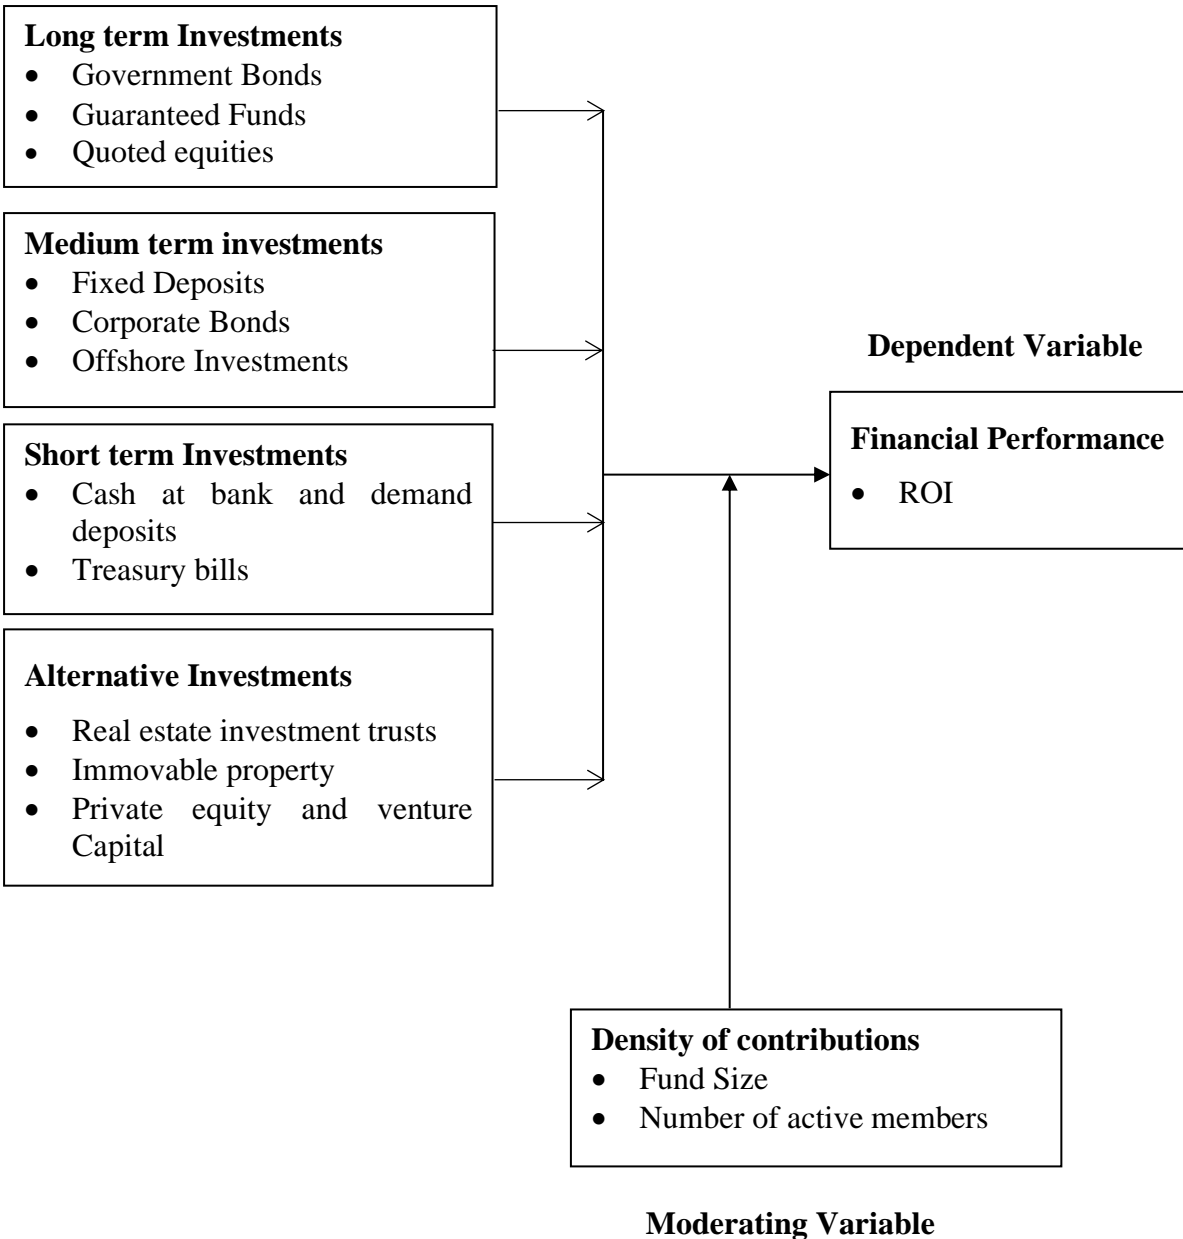 Long term Investments
• Government Bonds
• Guaranteed Funds
• Quoted equities
Medium term investments
• Fixed Deposits
• Corporate Bonds
• Offshore Investments
Short term Investments
• Cash at bank and demand
deposits
• Treasury bills
Alternative Investments
• Real estate investment trusts
• Immovable property
• Private equity and venture
Capital
Dependent Variable
Financial Performance
• ROI
Density of contributions
• Fund Size
• Number of active members
Moderating Variable